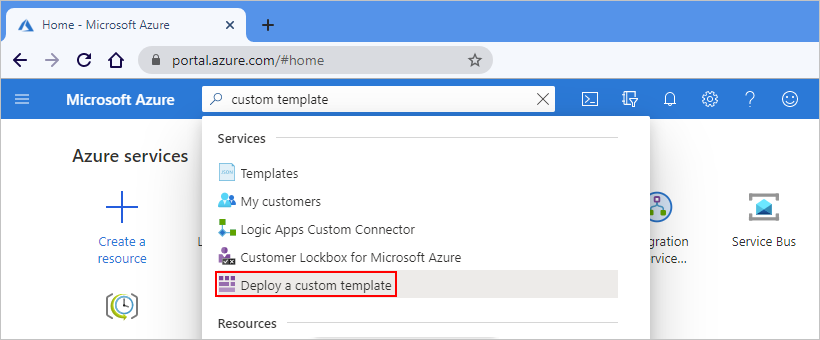 Home - Microsoft Azure
portal.azure.com/#home
Microsoft Azure
custom template
Azure services
Services
Templates
My customers
Logic Apps Custom Connector
Customer Lockbox for Microsoft Azure
Deploy a custom template
Resources
Create a
resource
L
gration
ervice...
Service Bus